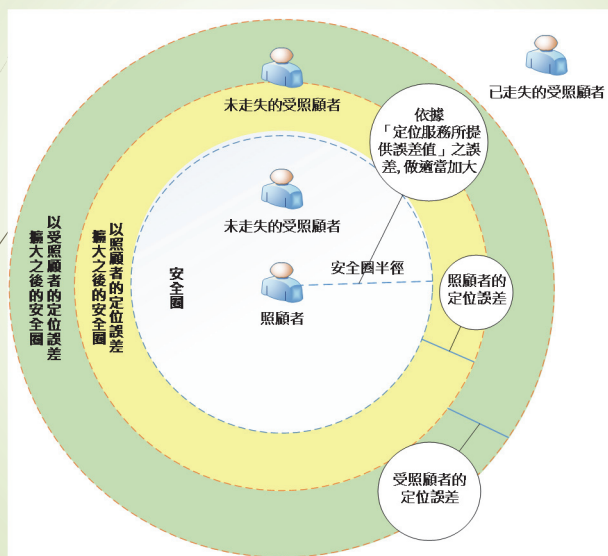 未走失的受照顧者
已走失的受照顧者
依據
「定位服務所提
供誤差值」之誤
差,做適當加大
未走失的受照顧者
以受照顧者的定位誤差
擴大之後的安全圈
以照顧者的定位誤差
擴大之後的安全圈
安全圈
安全圈半徑
照顧者
照顧者的
定位誤差
受照顧者的
定位誤差